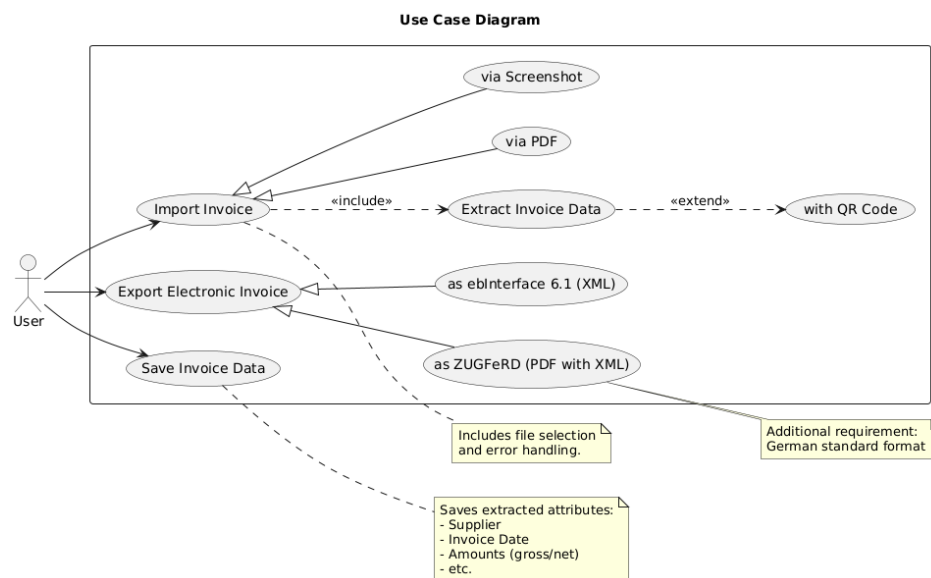 Use Case Diagram
via Screenshot
via PDF
Import Invoice
«include»
Extract Invoice Data
«extend»
with QR Code
User
Export Electronic Invoice
as ebInterface 6.1 (XML)
as ZUGFeRD (PDF with XML)
Save Invoice Data
Includes file selection
and error handling.
Additional requirement:
German standard format
Saves extracted attributes:
- Supplier
- Invoice Date
- Amounts (gross/net)
- etc.